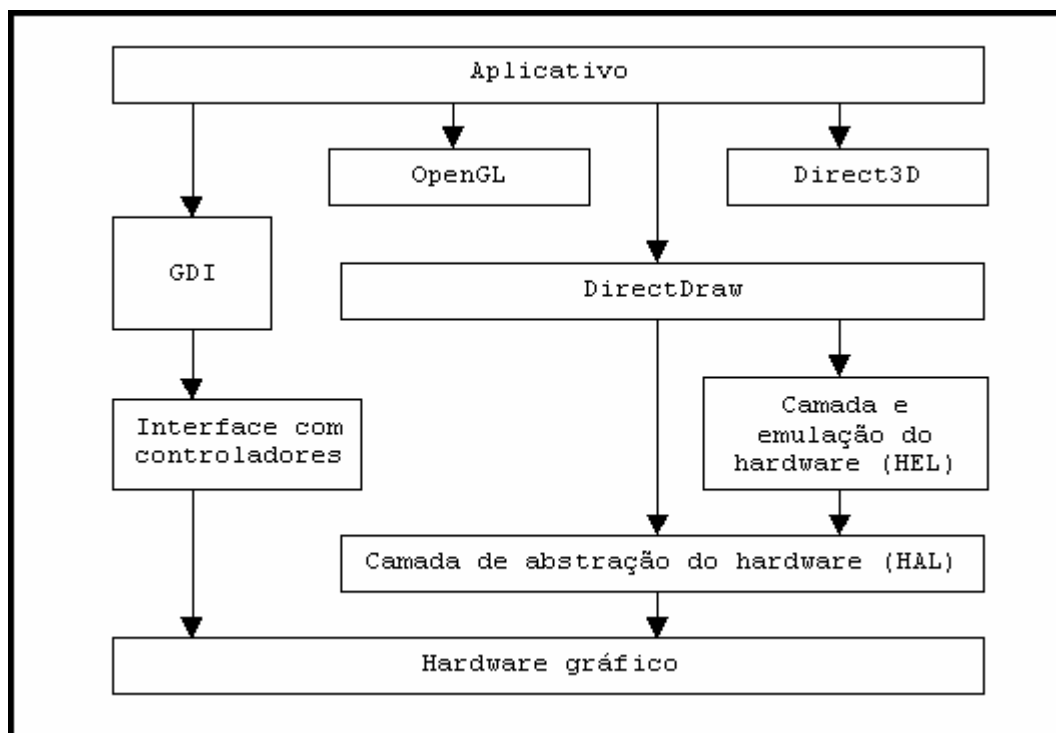 Aplicativo
OpenGL
Direct3D
GDI
DirectDraw
Interface com
controladores
Camada e
emulação do
hardware (HEL)
Camada de abstração do hardware (HAL)
Hardware gráfico